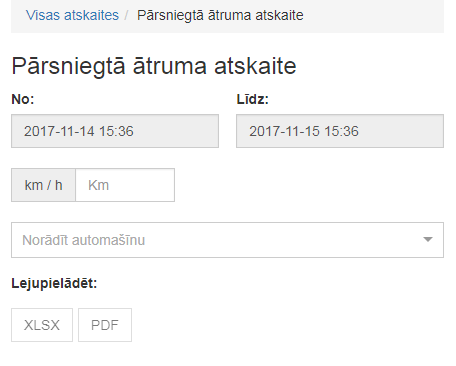 Visas atskaites / Pārsniegtā ātruma atskaite
Pārsniegtā ātruma atskaite
No: Līdz:
2017-11-14 15:36 2017-11-15 15:36
km / h Km
Norādīt automašīnu
Lejupielādēt:
XLSX PDF